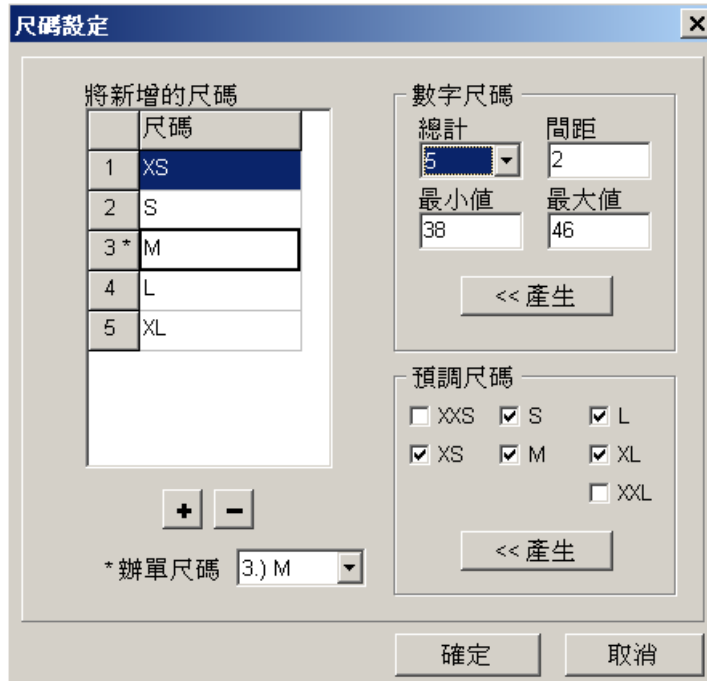 尺碼設定
將新增的尺碼
尺碼
1 XS
2 S
3 * M
4 L
5 XL
+ −
*辦單尺碼 3.) M
數字尺碼
總計 間距
5 2
最小值 最大值
38 46
<< 產生
預調尺碼
XXS S L
XS M XL
XXL
<< 產生
確定 取消